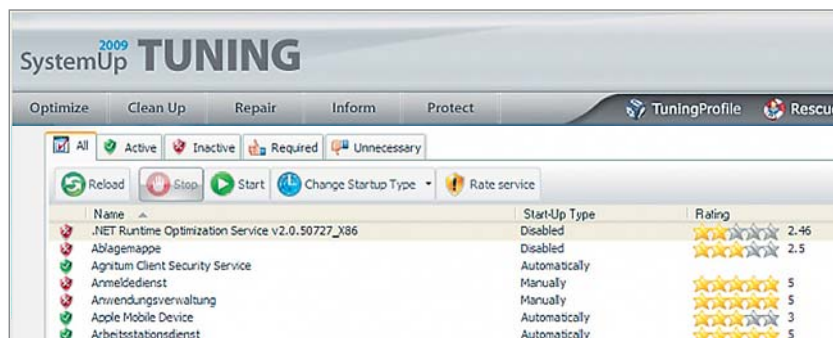 SystemUp 2009 TUNING
Optimize Clean Up Repair Inform Protect TuningProfile Rescu
All Active Inactive Required Unnecessary
Reload Stop Start Change Startup Type Rate service
Name Start-Up Type Rating
.NET Runtime Optimization Service v2.0.50727_X86 Disabled 2.46
Ablagemappe Disabled 2.5
Agnitum Client Security Service Automatically
Anmeldedienst Manually 5
Anwendungsverwaltung Manually 5
Apple Mobile Device Automatically 3
Arbeitsstationsdienst Automatically 5